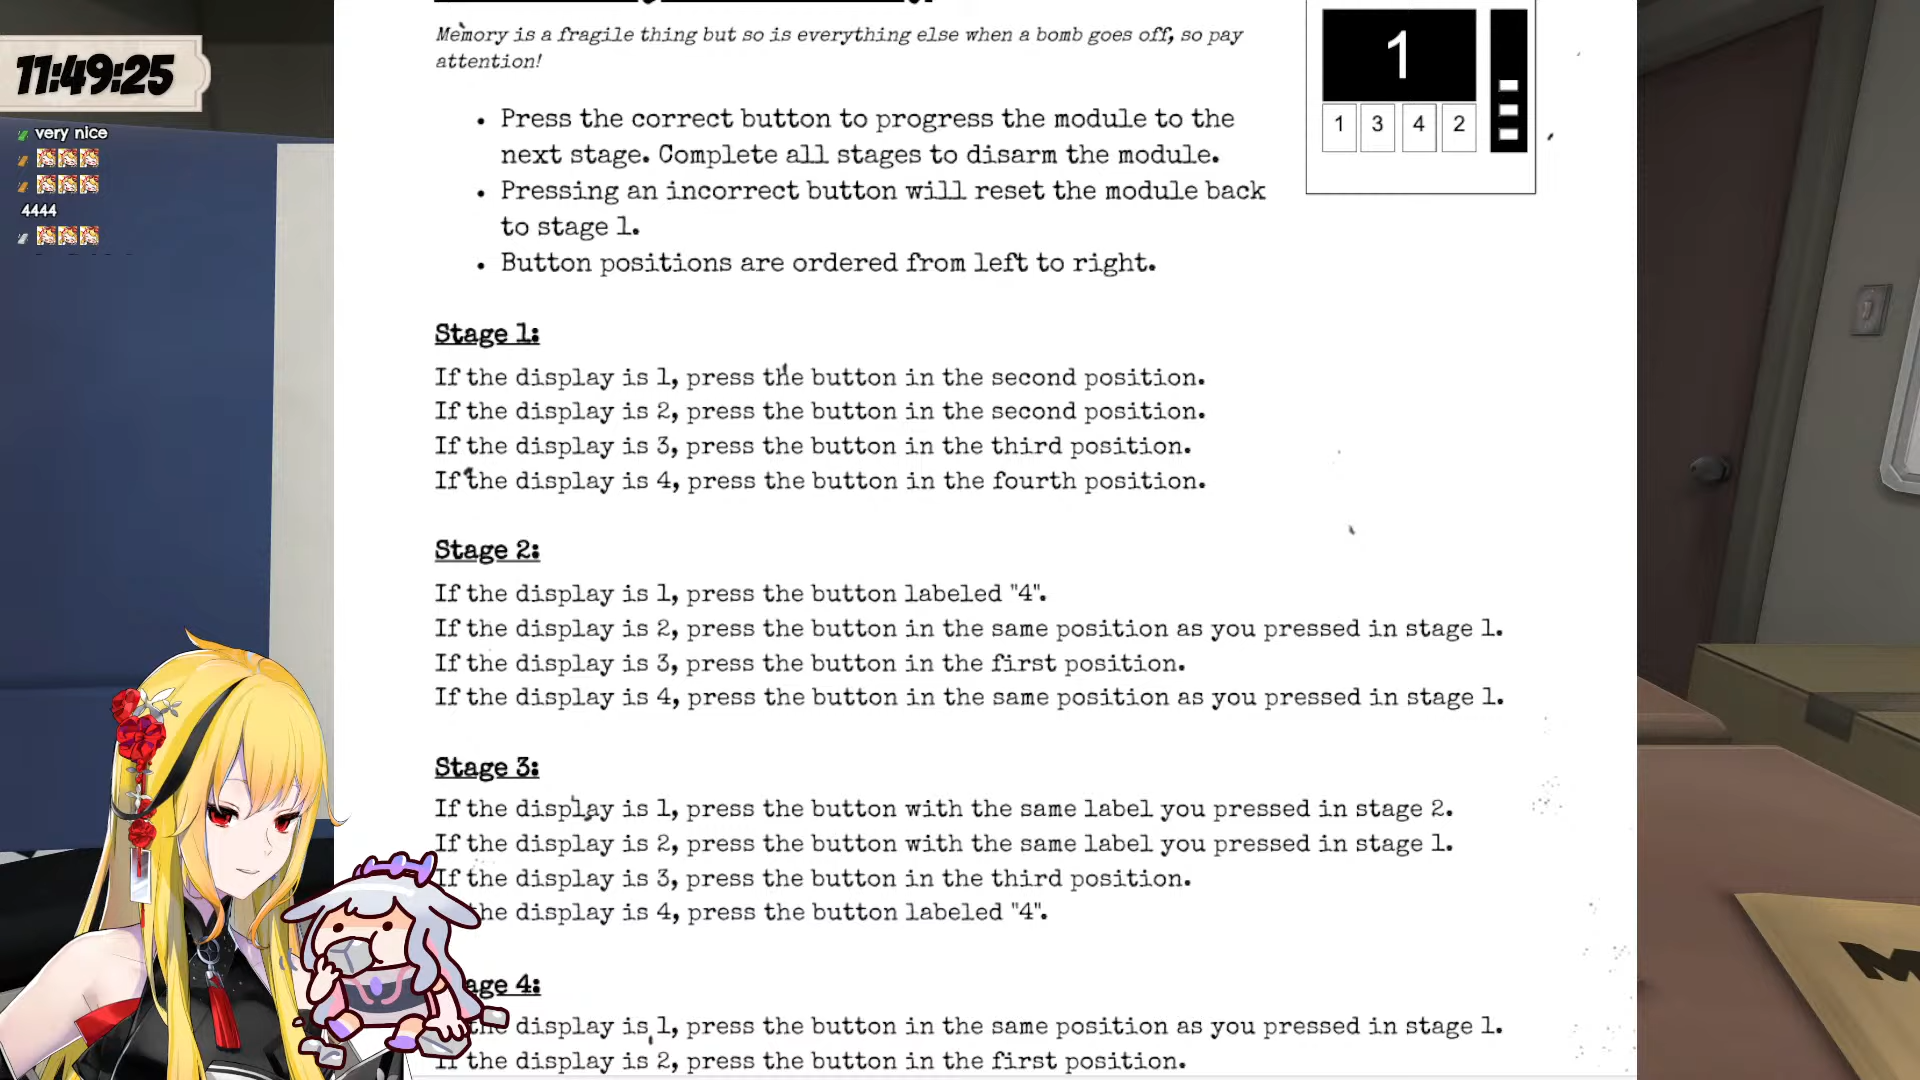 11:49:25
very nice
4444
Memory is a fragile thing but so is everything else when a bomb goes off, so pay
attention!
• Press the correct button to progress the module to the
next stage. Complete all stages to disarm the module.
• Pressing an incorrect button will reset the module back
to stage 1.
• Button positions are ordered from left to right.
1
1 3 4 2
Stage 1:
If the display is 1, press the button in the second position.
If the display is 2, press the button in the second position.
If the display is 3, press the button in the third position.
If the display is 4, press the button in the fourth position.
Stage 2:
If the display is 1, press the button labeled "4".
If the display is 2, press the button in the same position as you pressed in stage 1.
If the display is 3, press the button in the first position.
If the display is 4, press the button in the same position as you pressed in stage 1.
Stage 3:
If the display is 1, press the button with the same label you pressed in stage 2.
If the display is 2, press the button with the same label you pressed in stage 1.
If the display is 3, press the button in the third position.
the display is 4, press the button labeled "4".
age 4:
the display is 1, press the button in the same position as you pressed in stage 1.
If the display is 2, press the button in the first position.